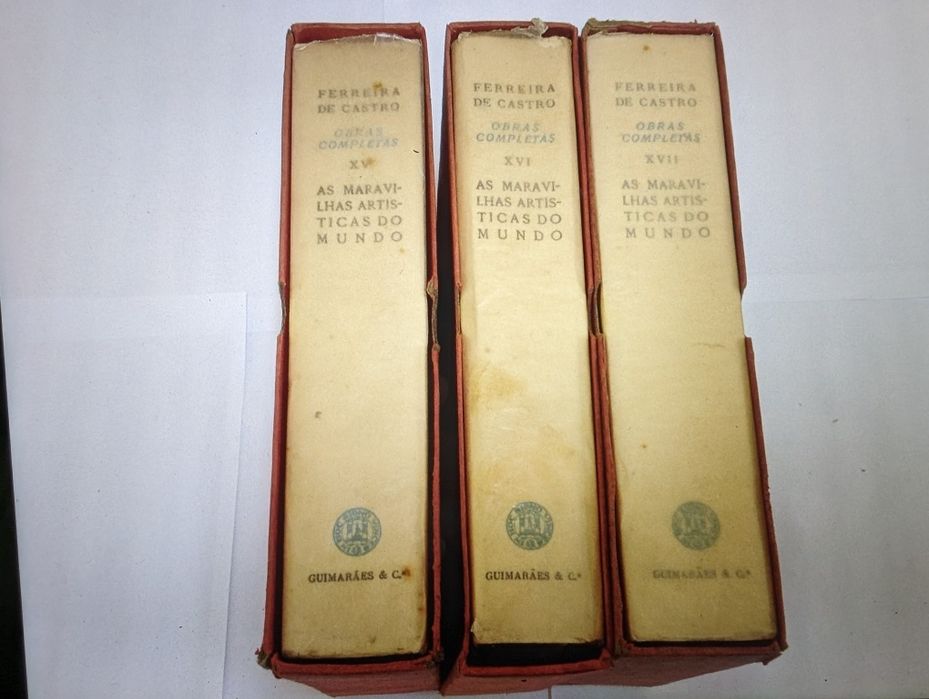 FERREIRA
DE CASTRO
OBRAS
COMPLETAS
XV
AS MARAVI-
LHAS ARTIS-
TICAS DO
MUNDO
GUIMARÃES & C.ª
FERREIRA
DE CASTRO
OBRAS
COMPLETAS
XVI
AS MARAVI-
LHAS ARTIS-
TICAS DO
MUNDO
GUIMARÃES & C.ª
FERREIRA
DE CASTRO
OBRAS
COMPLETAS
XVII
AS MARAVI-
LHAS ARTIS-
TICAS DO
MUNDO
GUIMARÃES & C.ª